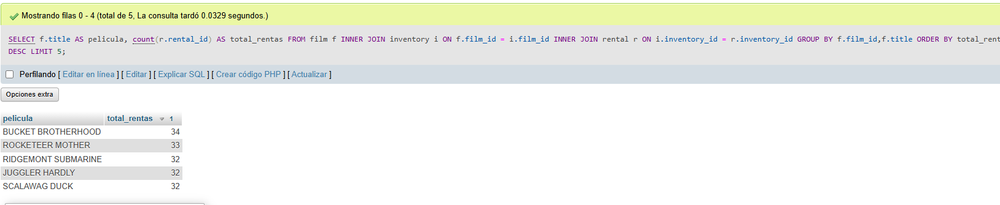 Mostrando filas 0 - 4 (total de 5, La consulta tardó 0.0329 segundos.)
SELECT f.title AS pelicula, count(r.rental_id) AS total_rentas FROM film f INNER JOIN inventory i ON f.film_id = i.film_id INNER JOIN rental r ON i.inventory_id = r.inventory_id GROUP BY f.film_id,f.title ORDER BY total_rent
DESC LIMIT 5;
Perfilando [ Editar en línea ] [ Editar ] [ Explicar SQL ] [ Crear código PHP ] [ Actualizar ]
Opciones extra
pelicula total_rentas 1
BUCKET BROTHERHOOD 34
ROCKETEER MOTHER 33
RIDGEMONT SUBMARINE 32
JUGGLER HARDLY 32
SCALAWAG DUCK 32